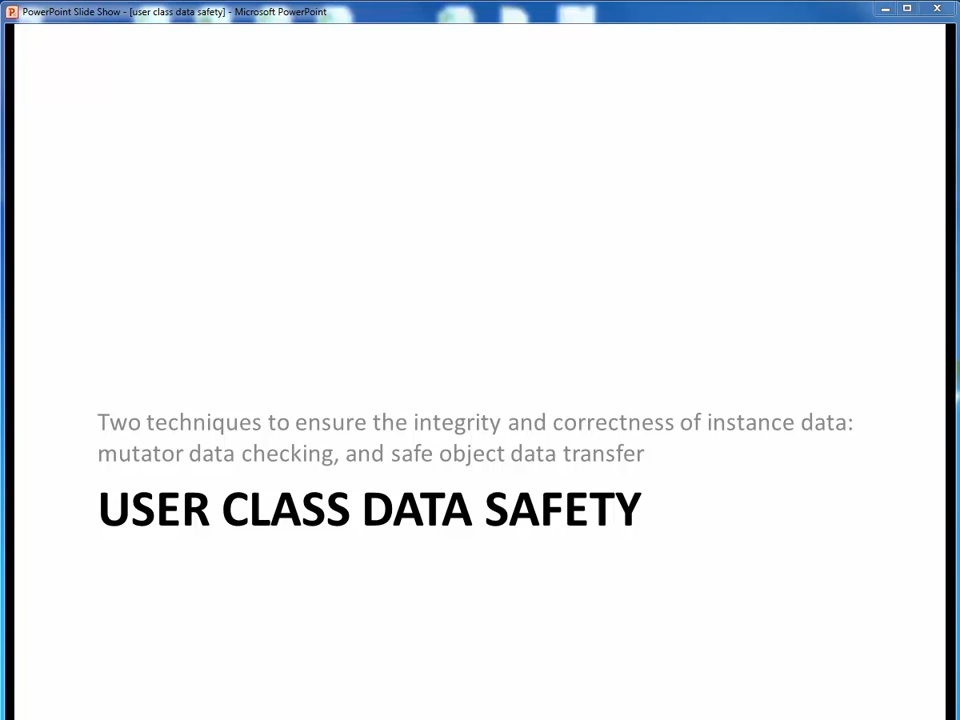 PowerPoint Slide Show - [user class data safety] - Microsoft PowerPoint
Two techniques to ensure the integrity and correctness of instance data:
mutator data checking, and safe object data transfer
USER CLASS DATA SAFETY